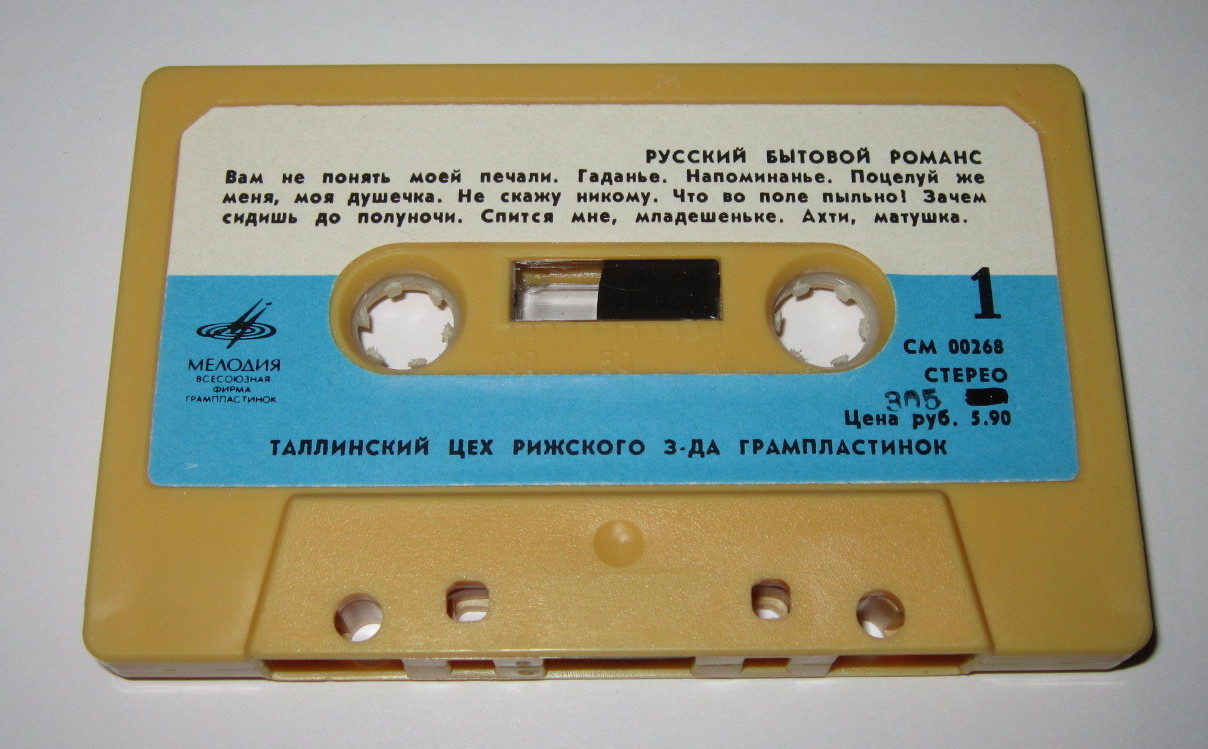 РУССКИЙ БЫТОВОЙ РОМАНС
Вам не понять моей печали. Гаданье. Напоминанье. Поцелуй же
меня, моя душечка. Не скажу никому. Что во поле пыльно! Зачем
сидишь до полуночи. Спится мне, младешеньке. Ахти, матушка.
1
МЕЛОДИЯ
ВСЕСОЮЗНАЯ
ФИРМА
ГРАМПЛАСТИНОК
СМ 00268
СТЕРЕО
305
Цена руб. 5.90
ТАЛЛИНСКИЙ ЦЕХ РИЖСКОГО З-ДА ГРАМПЛАСТИНОК